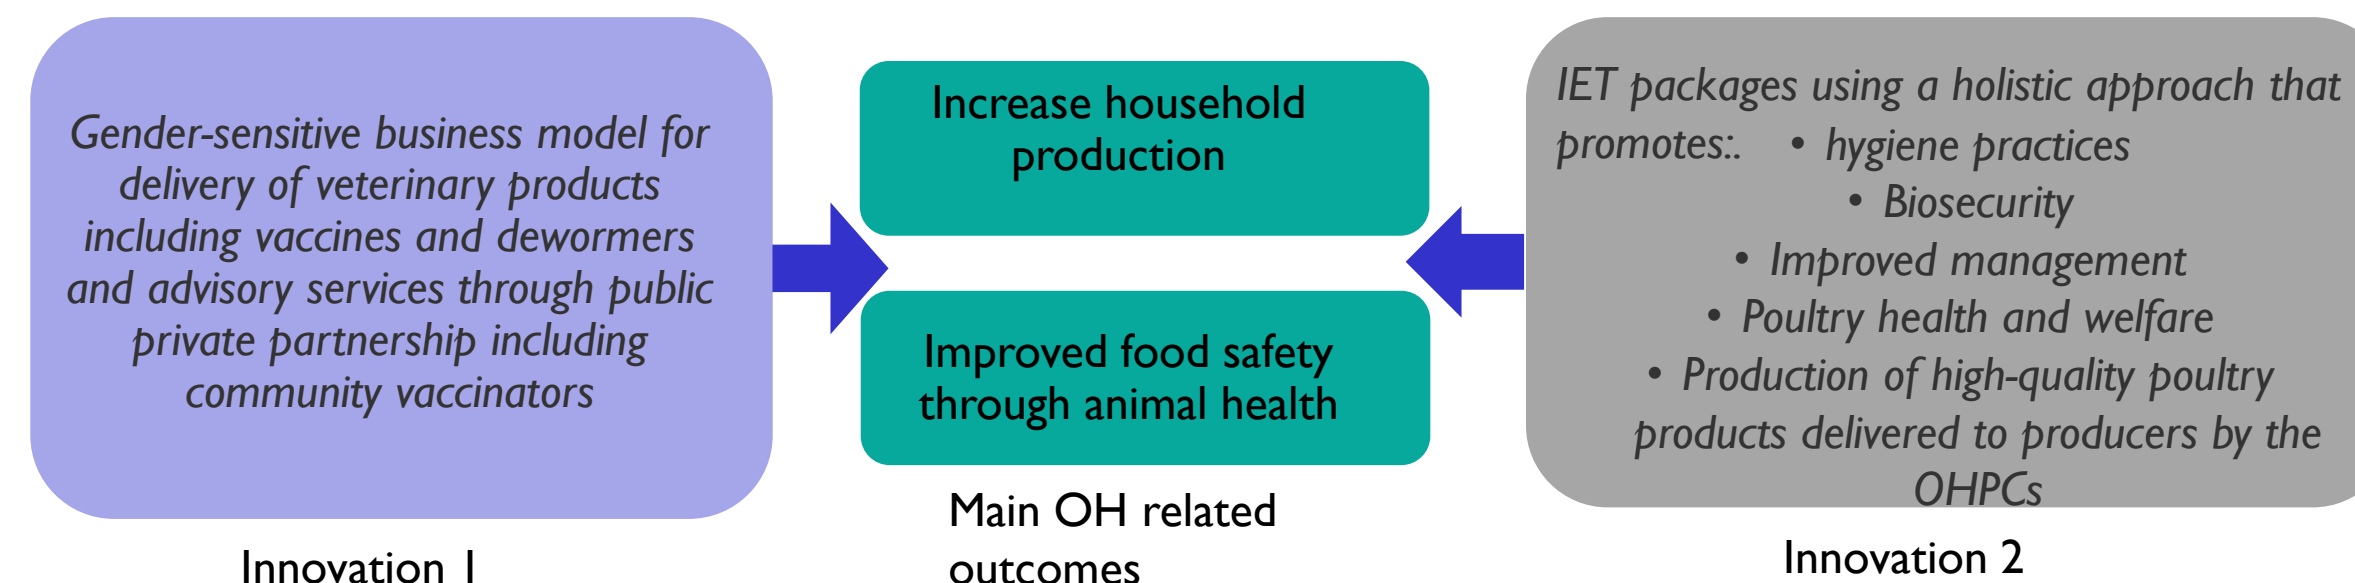 Gender-sensitive business model for
delivery of veterinary products
including vaccines and dewormers
and advisory services through public
private partnership including
community vaccinators
Innovation 1
Increase household
production
Improved food safety
through animal health
Main OH related
outcomes
IET packages using a holistic approach that
promotes:. • hygiene practices
• Biosecurity
• Improved management
• Poultry health and welfare
• Production of high-quality poultry
products delivered to producers by the
OHPCs
Innovation 2